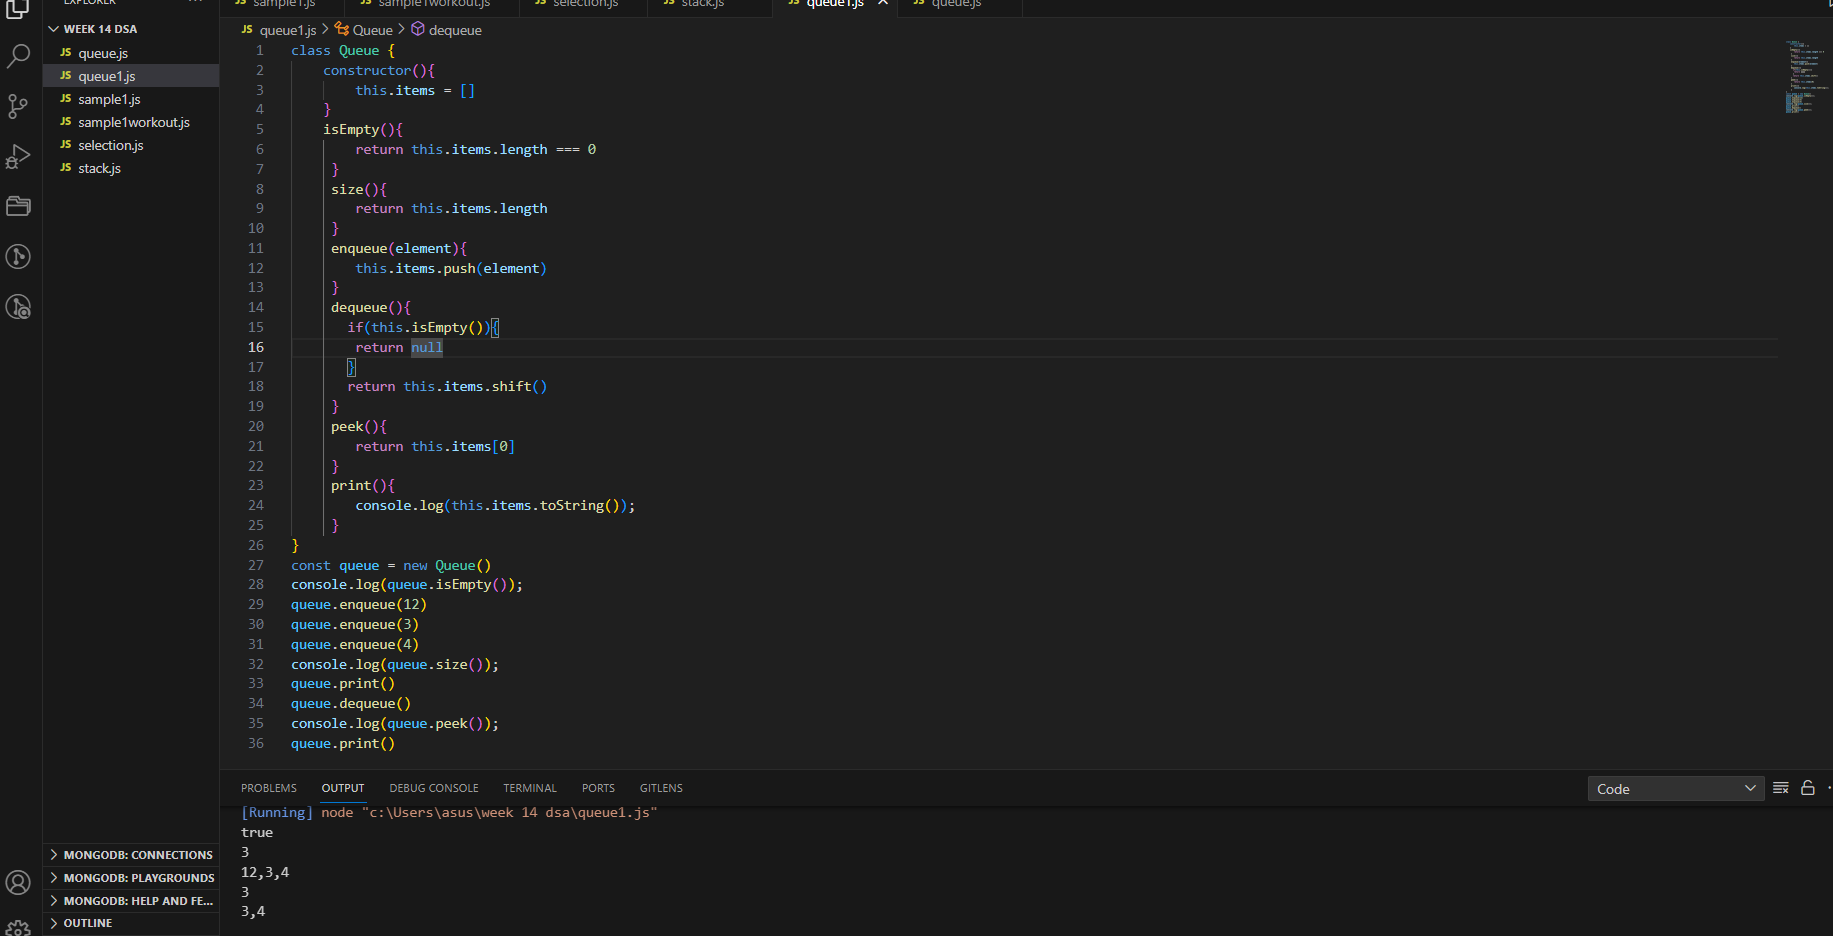 EXPLORER
JS sample1.js
JS sample1workout.js
JS selection.js
JS stack.js
JS queue1.js
JS queue.js
WEEK 14 DSA
JS queue.js
JS queue1.js
JS sample1.js
JS sample1workout.js
JS selection.js
JS stack.js
MONGODB: CONNECTIONS
MONGODB: PLAYGROUNDS
MONGODB: HELP AND FE...
OUTLINE
JS queue1.js > Queue > dequeue
1 class Queue {
2 constructor(){
3 this.items = []
4 }
5 isEmpty(){
6 return this.items.length === 0
7 }
8 size(){
9 return this.items.length
10 }
11 enqueue(element){
12 this.items.push(element)
13 }
14 dequeue(){
15 if(this.isEmpty()){
16 return null
17 }
18 return this.items.shift()
19 }
20 peek(){
21 return this.items[0]
22 }
23 print(){
24 console.log(this.items.toString());
25 }
26 }
27 const queue = new Queue()
28 console.log(queue.isEmpty());
29 queue.enqueue(12)
30 queue.enqueue(3)
31 queue.enqueue(4)
32 console.log(queue.size());
33 queue.print()
34 queue.dequeue()
35 console.log(queue.peek());
36 queue.print()
PROBLEMS OUTPUT DEBUG CONSOLE TERMINAL PORTS GITLENS
Code
[Running] node "c:\Users\asus\week 14 dsa\queue1.js"
true
3
12,3,4
3
3,4